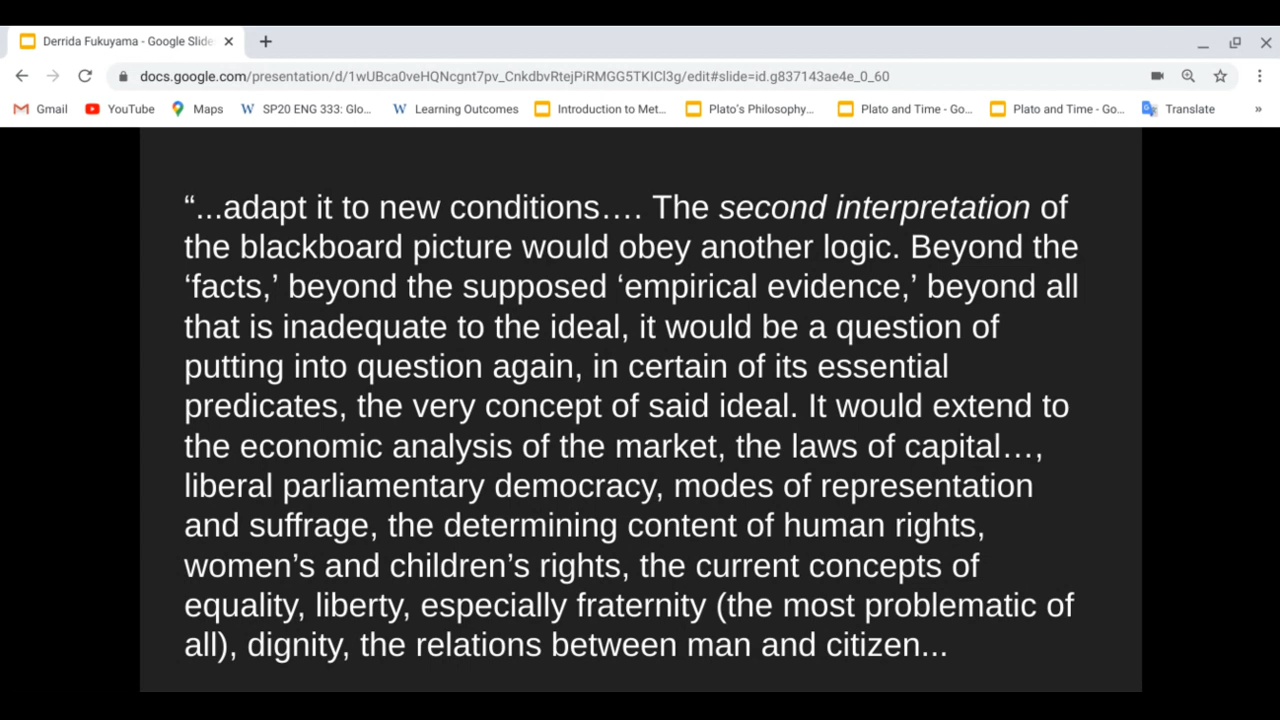 Derrida Fukuyama - Google Slide
docs.google.com/presentation/d/1wUBca0veHQNcgnt7pv_CnkdbvRtejPiRMGG5TKICl3g/edit#slide=id.g837143ae4e_0_60
Gmail YouTube Maps SP20 ENG 333: Glo... Learning Outcomes Introduction to Met... Plato's Philosophy... Plato and Time - Go... Plato and Time - Go... Translate »
“...adapt it to new conditions…. The second interpretation of
the blackboard picture would obey another logic. Beyond the
‘facts,’ beyond the supposed ‘empirical evidence,’ beyond all
that is inadequate to the ideal, it would be a question of
putting into question again, in certain of its essential
predicates, the very concept of said ideal. It would extend to
the economic analysis of the market, the laws of capital…,
liberal parliamentary democracy, modes of representation
and suffrage, the determining content of human rights,
women’s and children’s rights, the current concepts of
equality, liberty, especially fraternity (the most problematic of
all), dignity, the relations between man and citizen...